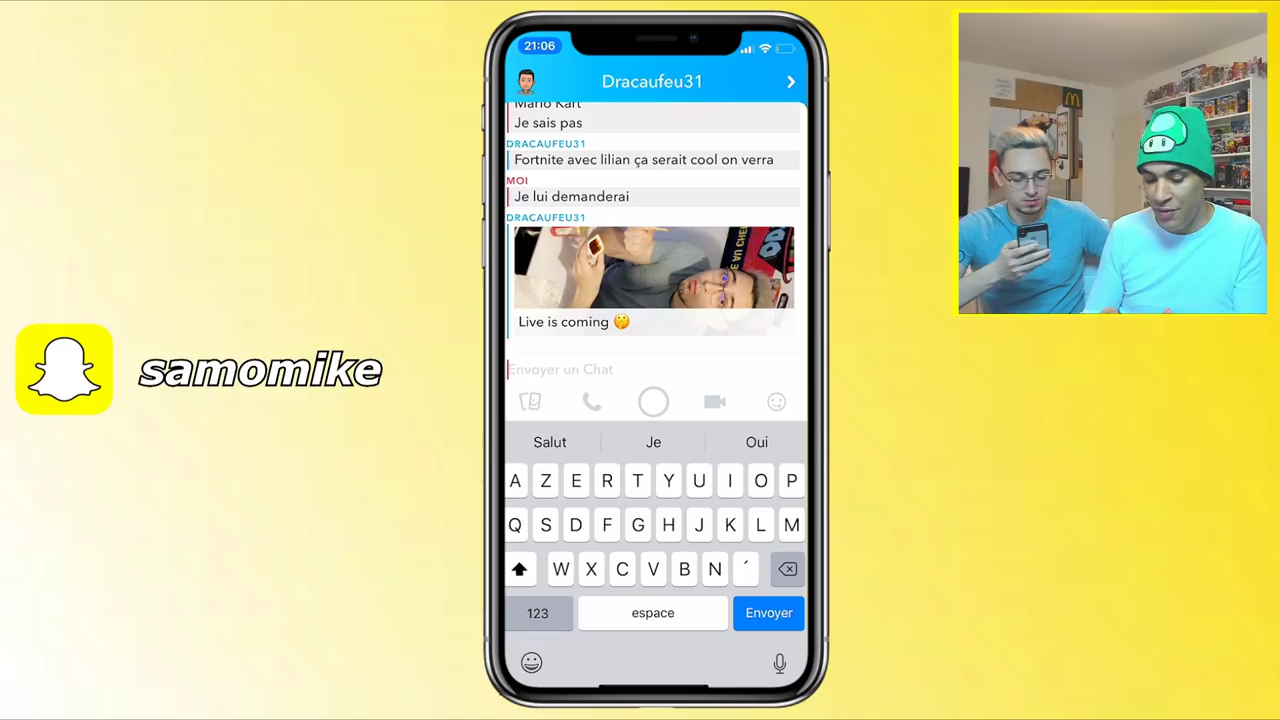 21:06
Dracaufeu31
Mario Kart
Je sais pas
DRACAUFEU31
Fortnite avec lilian ça serait cool on verra
MOI
Je lui demanderai
DRACAUFEU31
Live is coming 🤫
Envoyer un Chat
Salut Je Oui
A Z E R T Y U I O P
Q S D F G H J K L M
W X C V B N ´
123 espace Envoyer
samomike